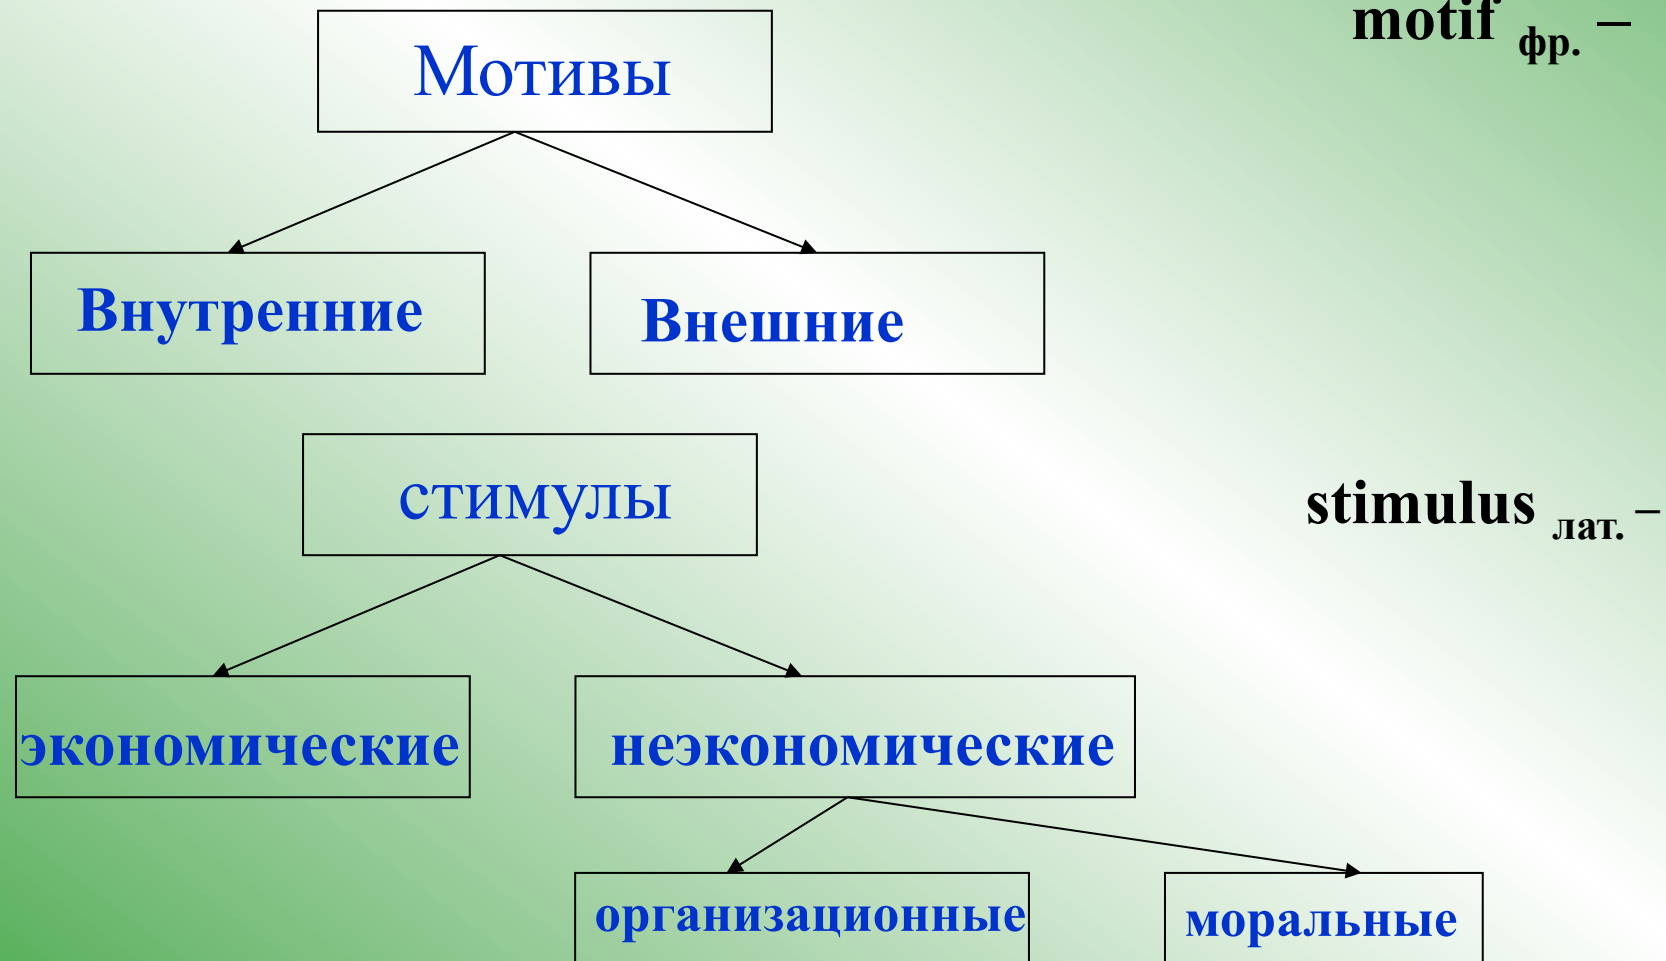 Мотивы
motif фр. –
Внутренние
Внешние
стимулы
stimulus лат. –
экономические
неэкономические
организационные
моральные